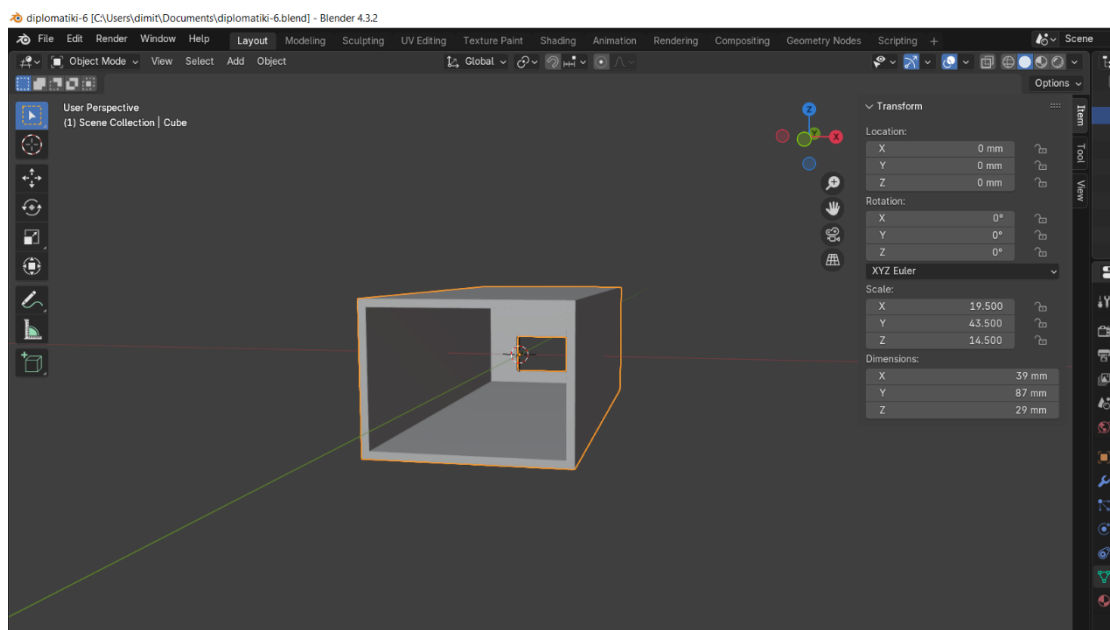 diplomatiki-6 [C:\Users\dimit\Documents\diplomatiki-6.blend] - Blender 4.3.2
File Edit Render Window Help Layout Modeling Sculpting UV Editing Texture Paint Shading Animation Rendering Compositing Geometry Nodes Scripting + Scene
Object Mode View Select Add Object Global
Options
User Perspective
(1) Scene Collection | Cube
Z
Y
X
Transform
Location:
X 0 mm
Y 0 mm
Z 0 mm
Rotation:
X 0°
Y 0°
Z 0°
XYZ Euler
Scale:
X 19.500
Y 43.500
Z 14.500
Dimensions:
X 39 mm
Y 87 mm
Z 29 mm
Item
Tool
View